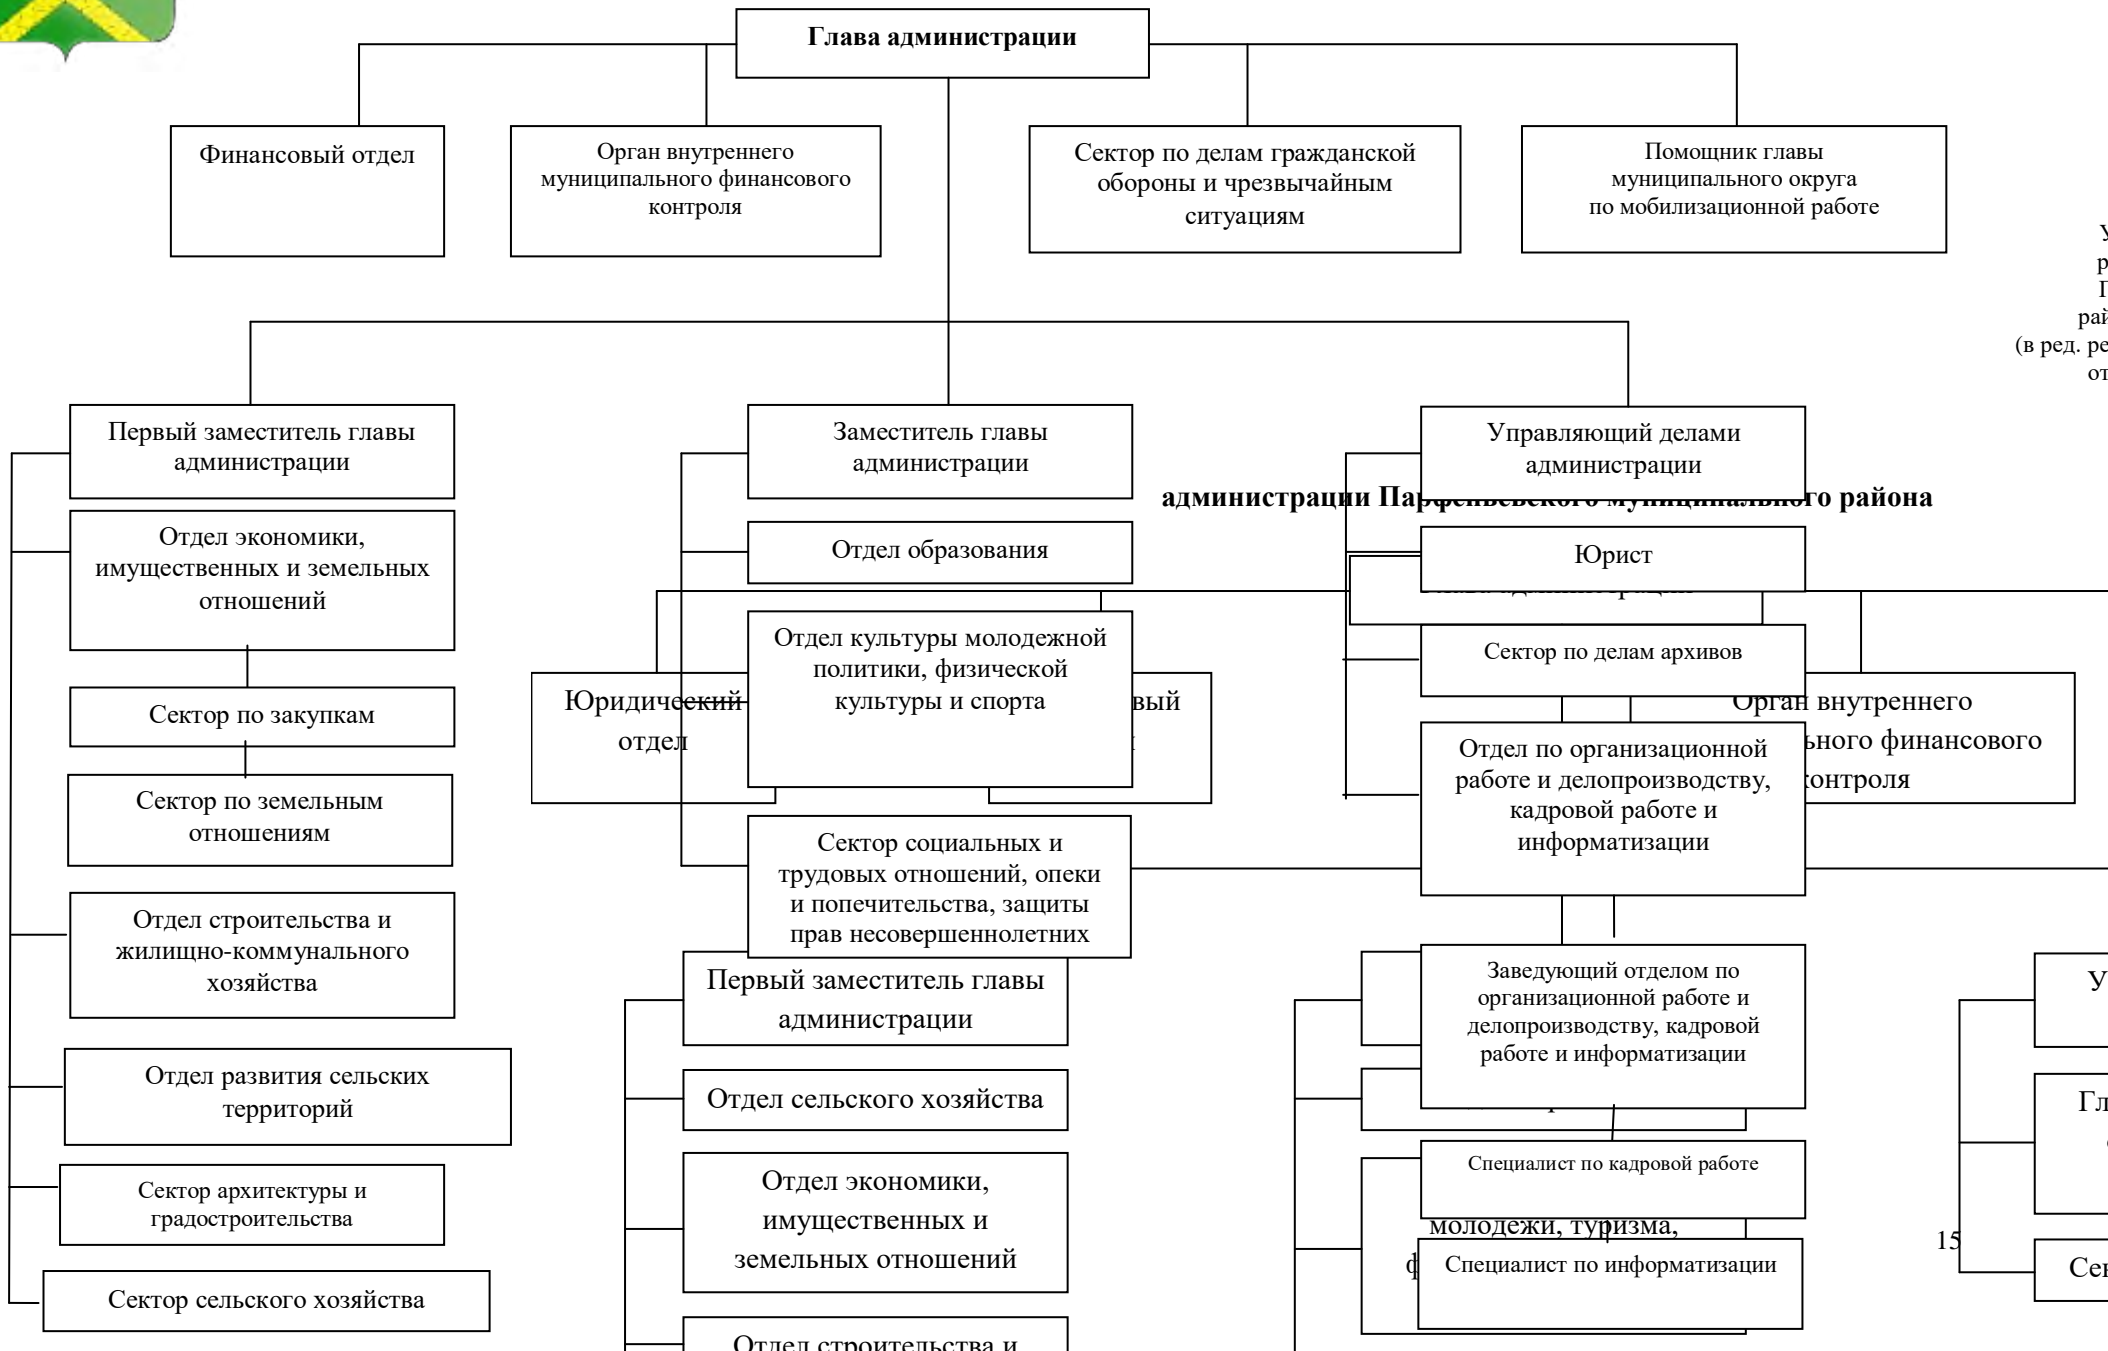 Глава администрации
Финансовый отдел
Орган внутреннего
муниципального финансового
контроля
Сектор по делам гражданской
обороны и чрезвычайным
ситуациям
Помощник главы
муниципального округа
по мобилизационной работе
(в ред.
Первый заместитель главы
администрации
Заместитель главы
администрации
Управляющий делами
администрации
администрации Парфеньевского муниципального района
Отдел экономики,
имущественных и земельных
отношений
Сектор по закупкам
Сектор по земельным
отношениям
Отдел строительства и
жилищно-коммунального
хозяйства
Отдел развития сельских
территорий
Сектор архитектуры и
градостроительства
Сектор сельского хозяйства
Отдел образования
Отдел культуры молодежной
политики, физической
культуры и спорта
Сектор социальных и
трудовых отношений, опеки
и попечительства, защиты
прав несовершеннолетних
Юрист
Сектор по делам архивов
Отдел по организационной
работе и делопроизводству,
кадровой работе и
информатизации
Заведующий отделом по
организационной работе и
делопроизводству, кадровой
работе и информатизации
Специалист по кадровой работе
Специалист по информатизации
Юридический
отдел
Орган внутреннего
финансового
контроля
Первый заместитель главы
администрации
Отдел сельского хозяйства
Отдел экономики,
имущественных и
земельных отношений
Отдел строительства и
молодежи, туризма,
15